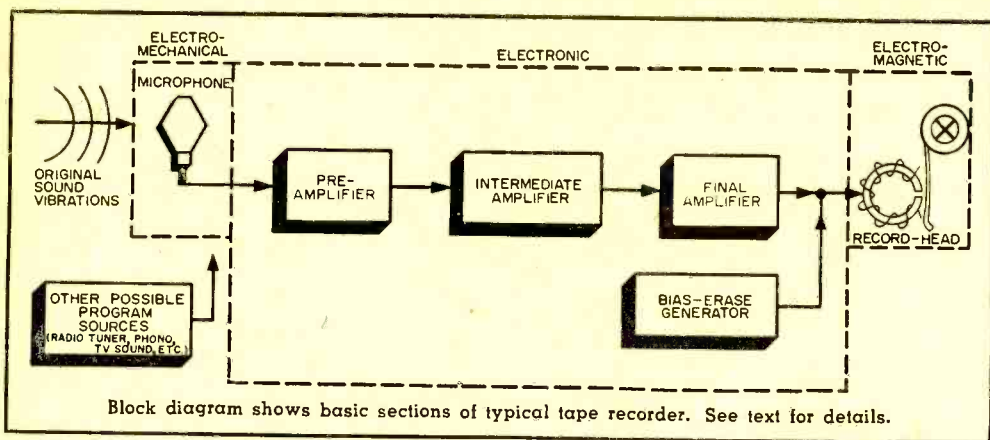 ELECTRO-
MECHANICAL
MICROPHONE
ELECTRONIC
ELECTRO-
MAGNETIC
ORIGINAL
SOUND
VIBRATIONS
PRE-
AMPLIFIER
INTERMEDIATE
AMPLIFIER
FINAL
AMPLIFIER
RECORD-HEAD
OTHER POSSIBLE
PROGRAM
SOURCES
(RADIO TUNER, PHONO,
TV SOUND, ETC.)
BIAS-ERASE
GENERATOR
Block diagram shows basic sections of typical tape recorder. See text for details.